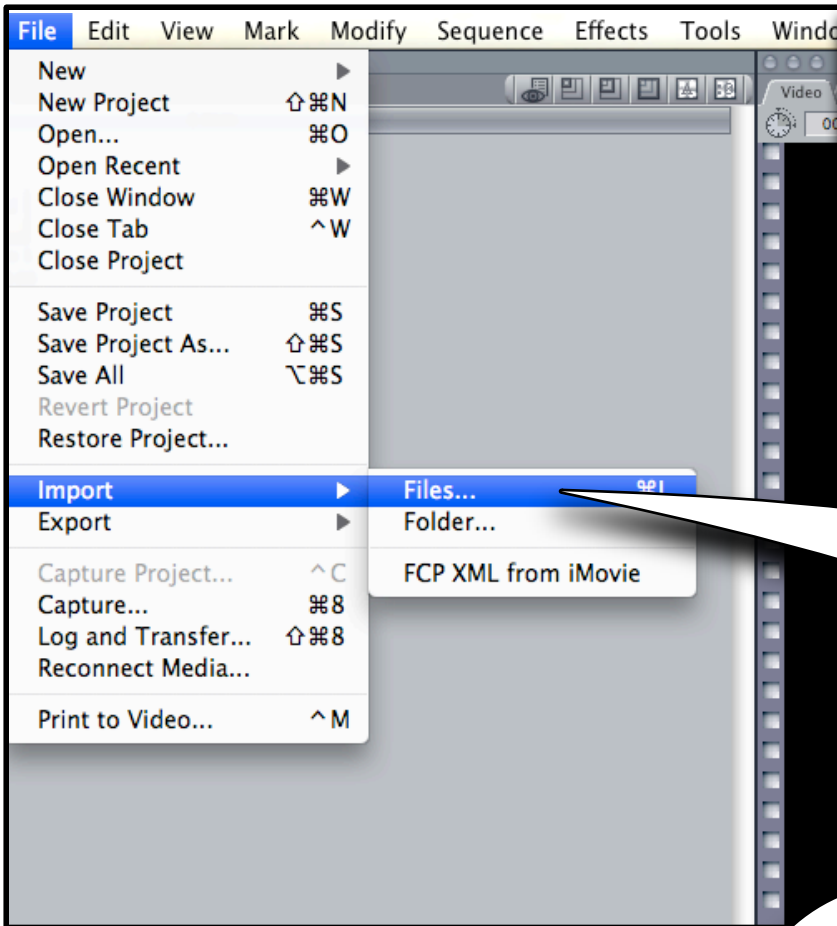 File Edit View Mark Modify Sequence Effects Tools
New
New Project ⇧⌘N
Open... ⌘O
Open Recent
Close Window ⌘W
Close Tab ^W
Close Project
Save Project ⌘S
Save Project As... ⇧⌘S
Save All ⌥⌘S
Revert Project
Restore Project...
Import
Export
Capture Project... ^C
Capture... ⌘8
Log and Transfer... ⇧⌘8
Reconnect Media...
Print to Video... ^M
Files...
Folder...
FCP XML from iMovie
Video